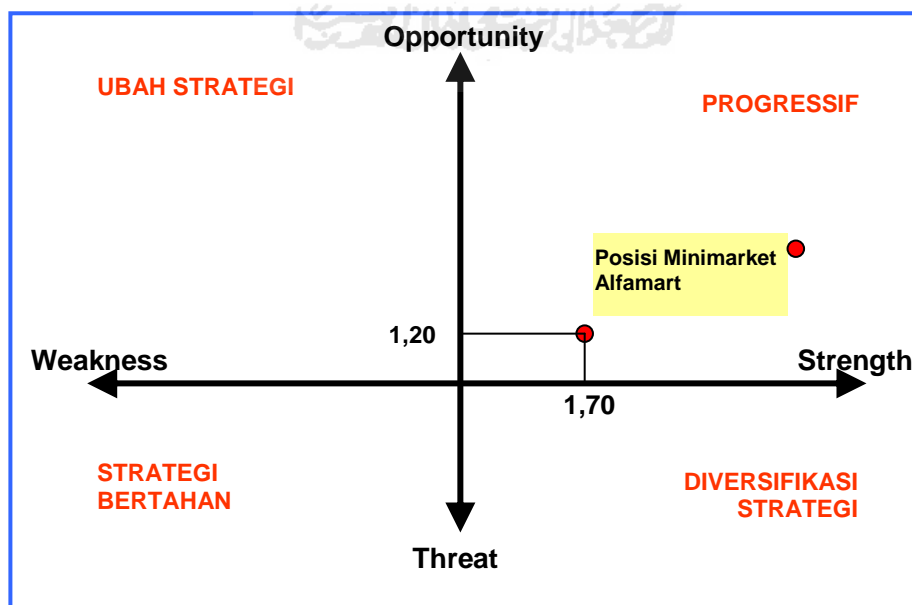 Opportunity
UBAH STRATEGI
PROGRESSIF
Posisi Minimarket
Alfamart
1,20
Weakness
Strength
1,70
STRATEGI
BERTAHAN
DIVERSIFIKASI
STRATEGI
Threat